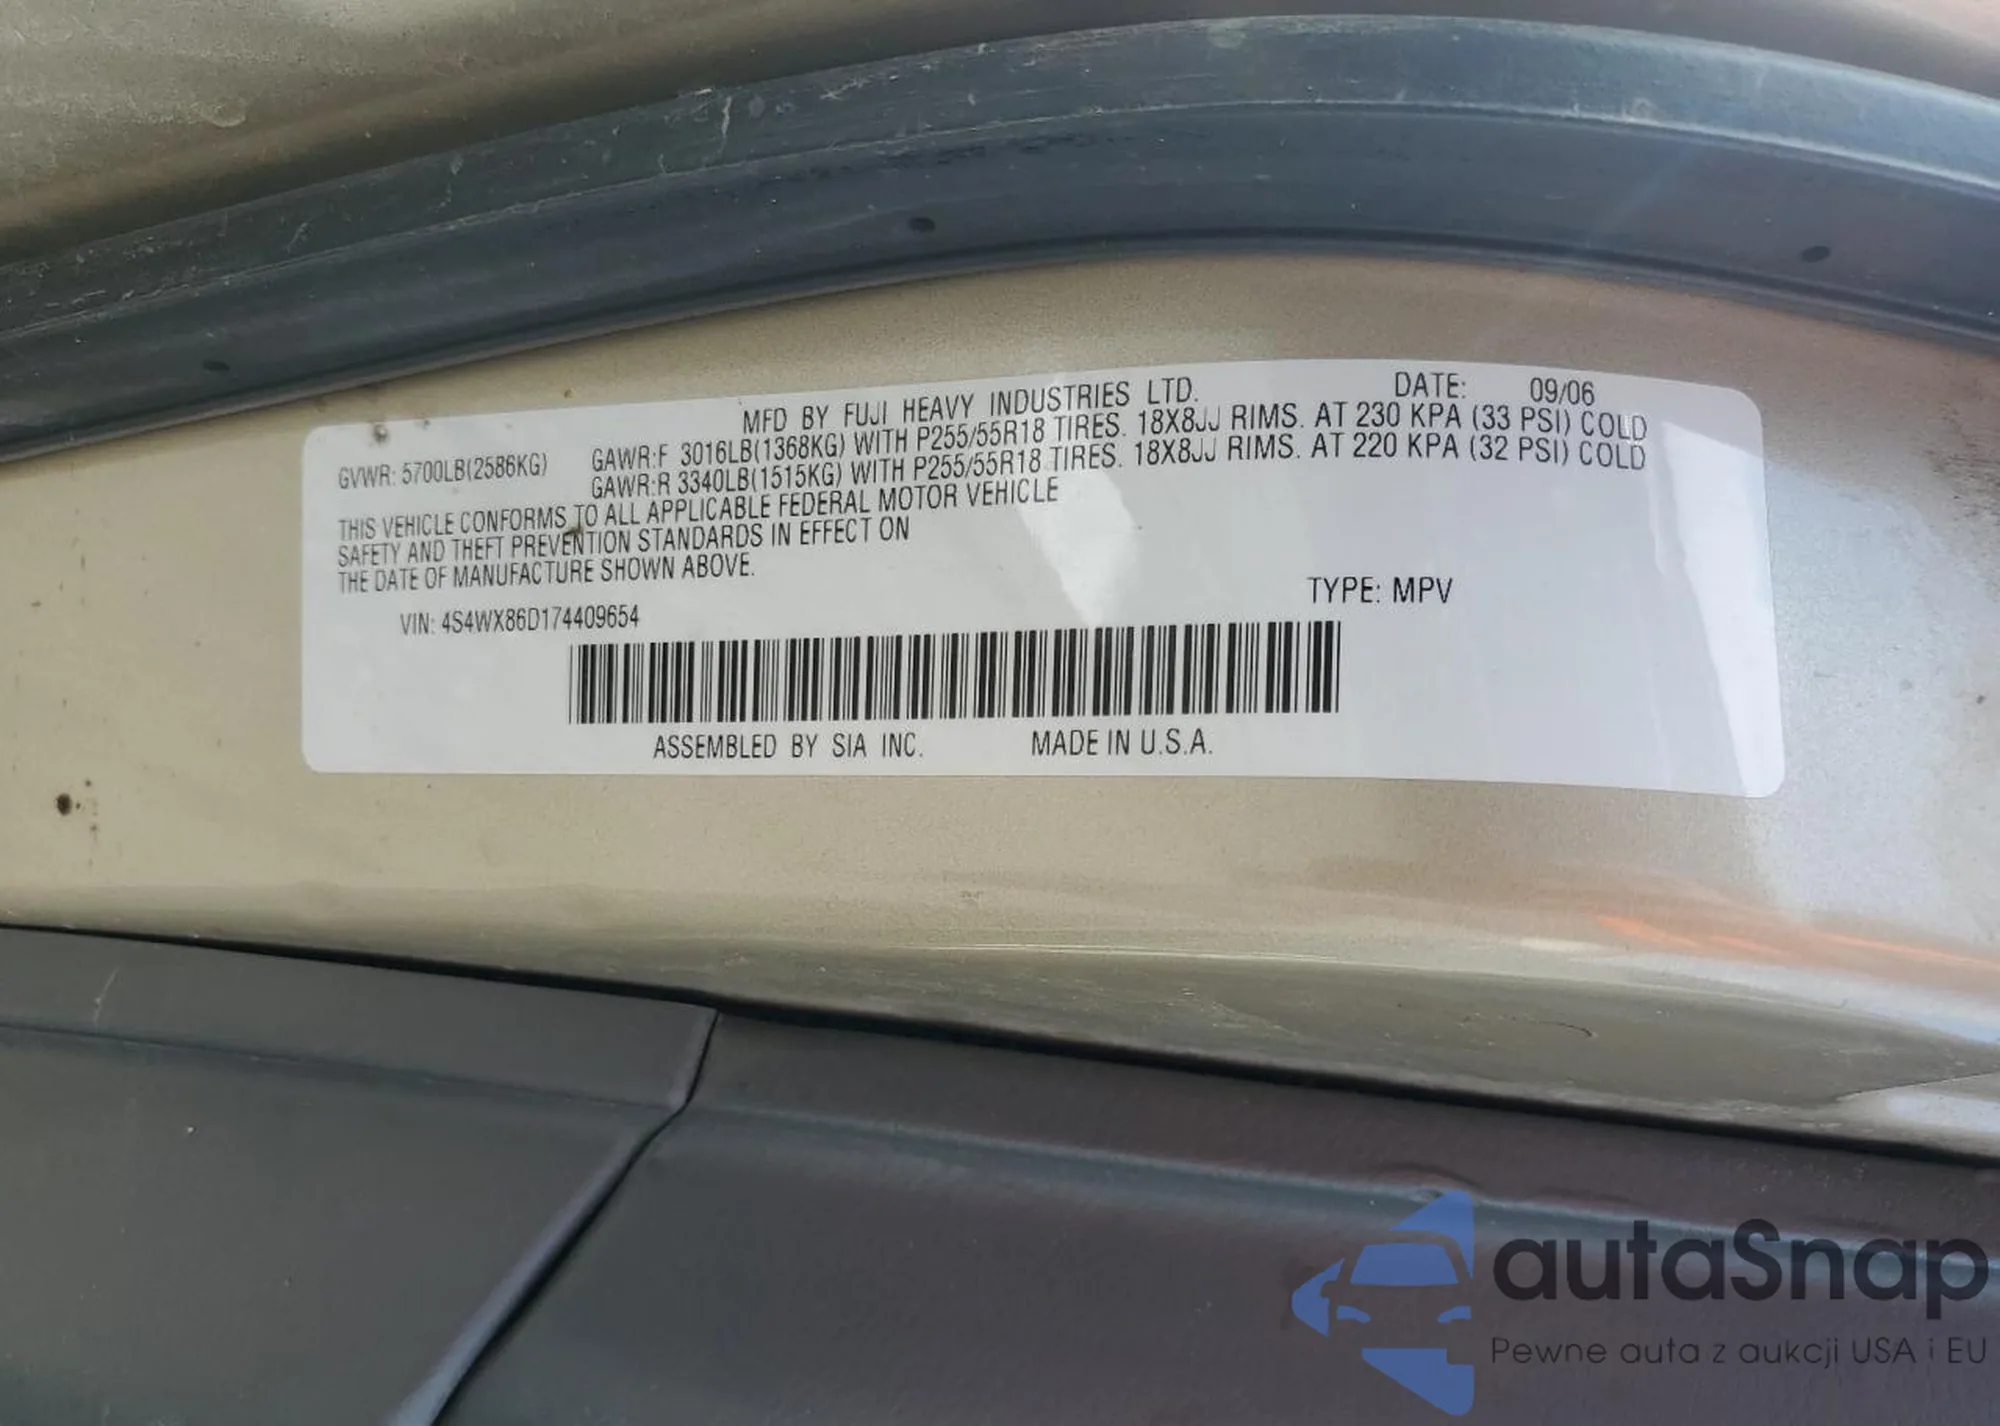 MFD BY FUJI HEAVY INDUSTRIES LTD. DATE: 09/06
GVWR: 5700LB(2586KG) GAWR:F 3016LB(1368KG) WITH P255/55R18 TIRES. 18X8JJ RIMS. AT 230 KPA (33 PSI) COLD
GAWR:R 3340LB(1515KG) WITH P255/55R18 TIRES. 18X8JJ RIMS. AT 220 KPA (32 PSI) COLD
THIS VEHICLE CONFORMS TO ALL APPLICABLE FEDERAL MOTOR VEHICLE
SAFETY AND THEFT PREVENTION STANDARDS IN EFFECT ON
THE DATE OF MANUFACTURE SHOWN ABOVE.
VIN: 4S4WX86D174409654 TYPE: MPV
ASSEMBLED BY SIA INC. MADE IN U.S.A.
autaSnap
Pewne auta z aukcji USA i EU